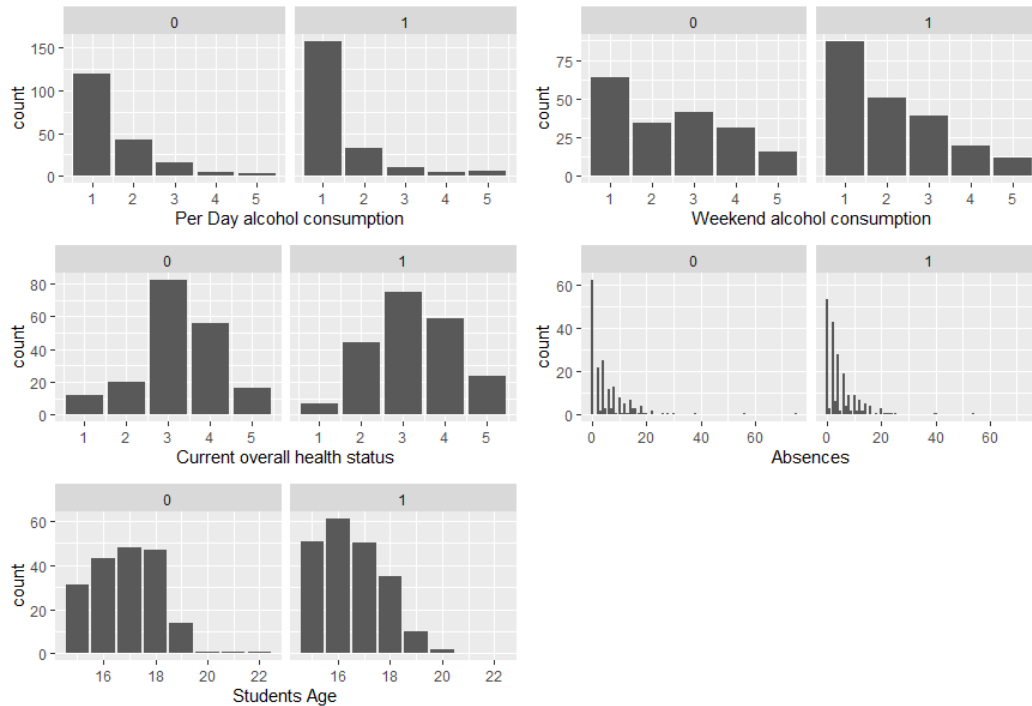 0 1
150
100
50
0
count
1 2 3 4 5 1 2 3 4 5
Per Day alcohol consumption
0 1
75
50
25
0
count
1 2 3 4 5 1 2 3 4 5
Weekend alcohol consumption
0 1
80
60
40
20
0
count
1 2 3 4 5 1 2 3 4 5
Current overall health status
0 1
60
40
20
0
count
0 20 40 60 0 20 40 60
Absences
0 1
60
40
20
0
count
16 18 20 22 16 18 20 22
Students Age